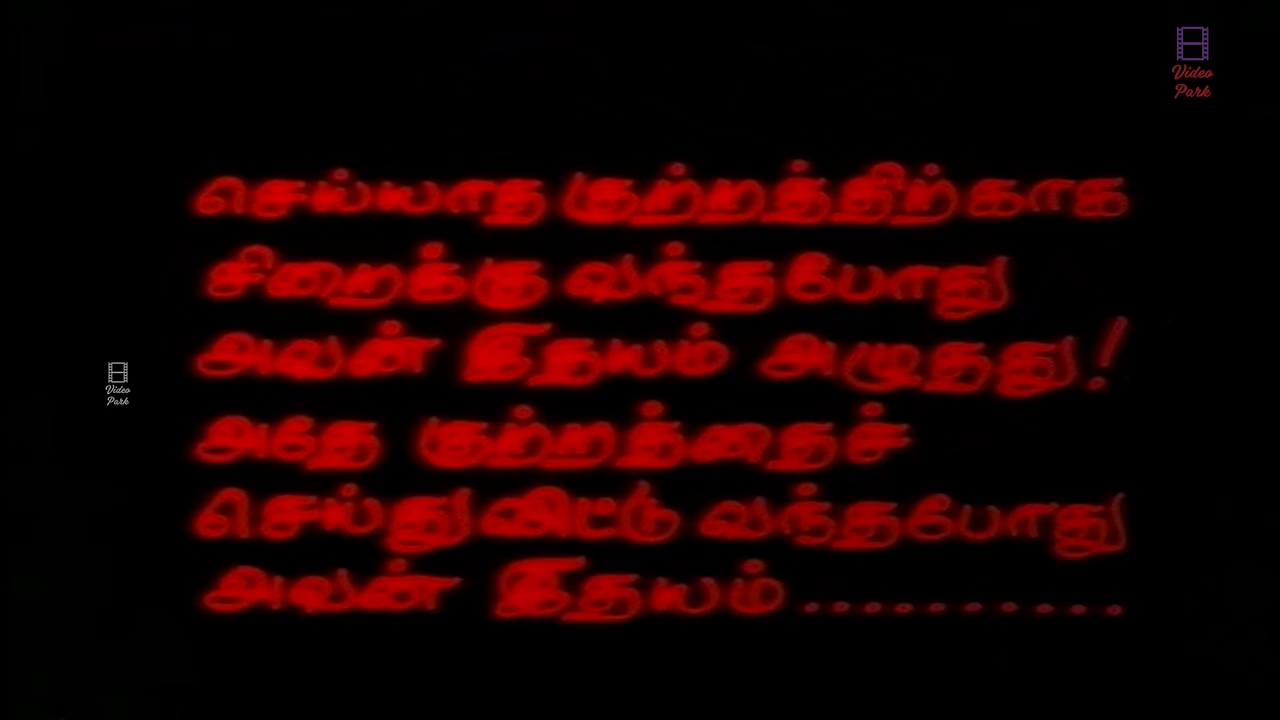 Video
Park
செய்யாத குற்றத்திற்காக
சிறைக்கு வந்தபோது
அவன் இதயம் அழுதது!
Video
Park
அதே குற்றத்தைச்
செய்துவிட்டு வந்தபோது
அவன் இதயம்..........